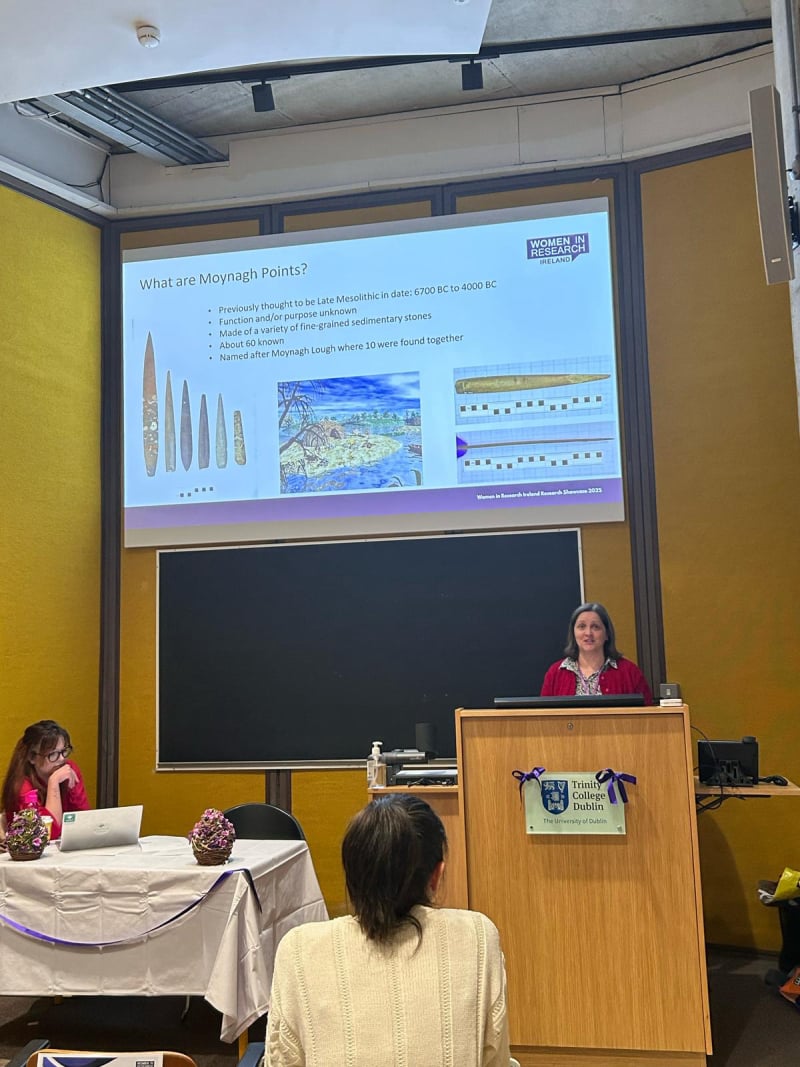 WOMEN IN
RESEARCH
IRELAND
What are Moynagh Points?
• Previously thought to be Late Mesolithic in date: 6700 BC to 4000 BC
• Function and/or purpose unknown
• Made of a variety of fine-grained sedimentary stones
• About 60 known
• Named after Moynagh Lough where 10 were found together
Women in Research Ireland Research Showcase 2025
Trinity
College
Dublin
The University of Dublin
WOMEN IN